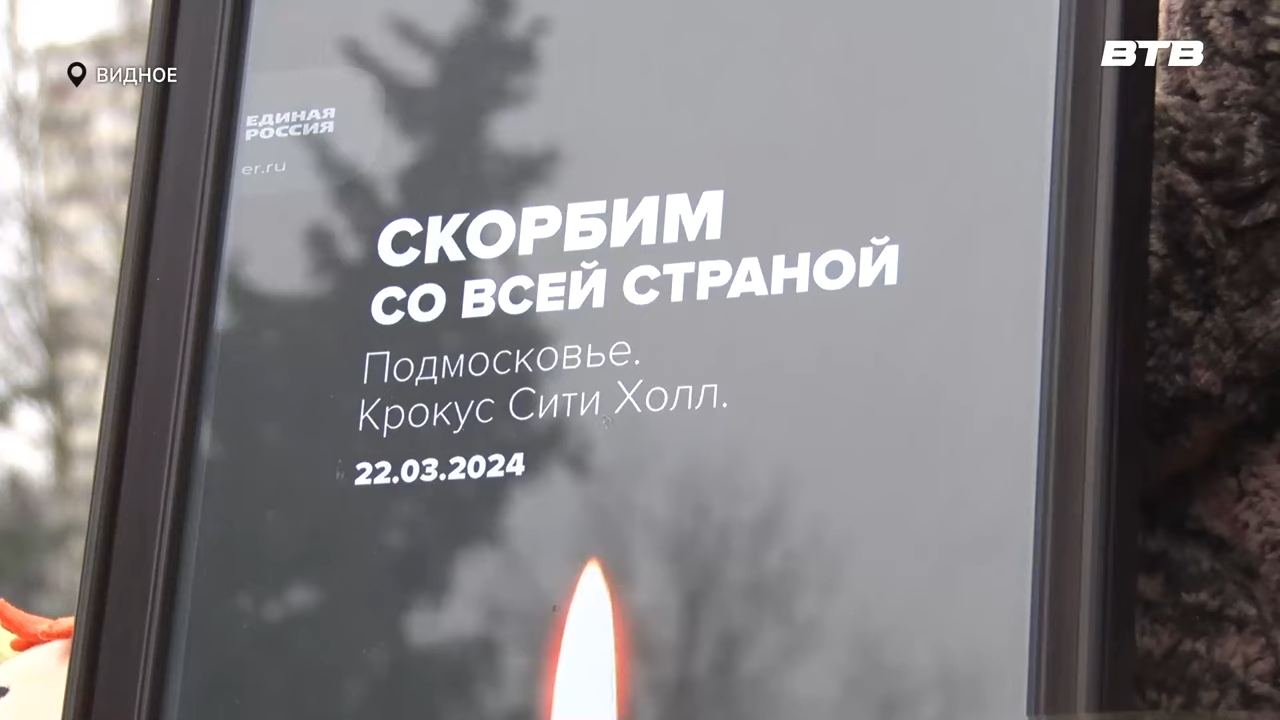 ВИДНОЕ
ВТВ
ЕДИНАЯ
РОССИЯ
er.ru
СКОРБИМ
СО ВСЕЙ СТРАНОЙ
Подмосковье.
Крокус Сити Холл.
22.03.2024